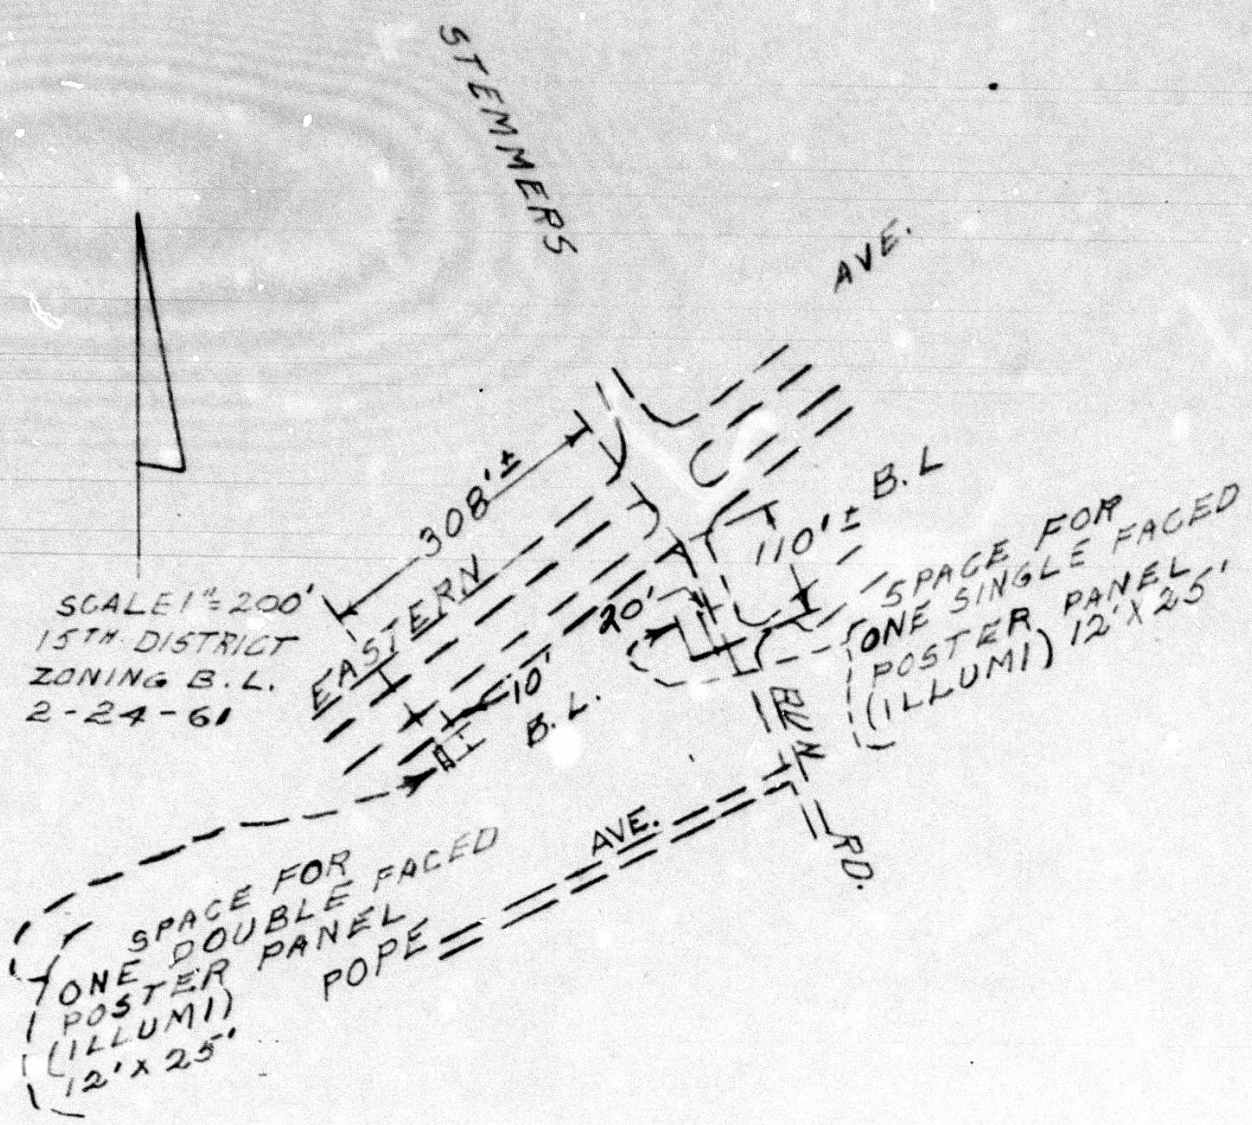 STEMMERS
AVE.
308'±
EASTERN
B.L
110'±
SPACE FOR
ONE SINGLE FACED
POSTER PANEL
(ILLUMI) 12'X25'
20'
SCALE 1"=200'
15TH DISTRICT
ZONING B.L.
2-24-61
10'
B.L.
RUN
RD.
AVE.
POPE
SPACE FOR
ONE DOUBLE FACED
POSTER PANEL
(ILLUMI)
12'X25'